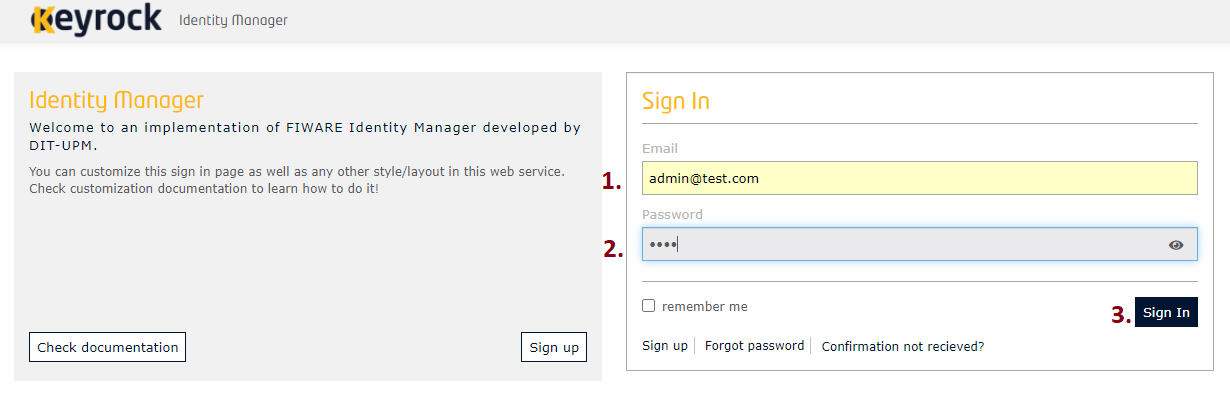 Keyrock Identity Manager
Identity Manager
Welcome to an implementation of FIWARE Identity Manager developed by
DIT-UPM.
You can customize this sign in page as well as any other style/layout in this web service.
Check customization documentation to learn how to do it!
Check documentation
Sign up
Sign In
Email
1.
admin@test.com
Password
2.
••••
remember me
3.
Sign In
Sign up
Forgot password
Confirmation not recieved?